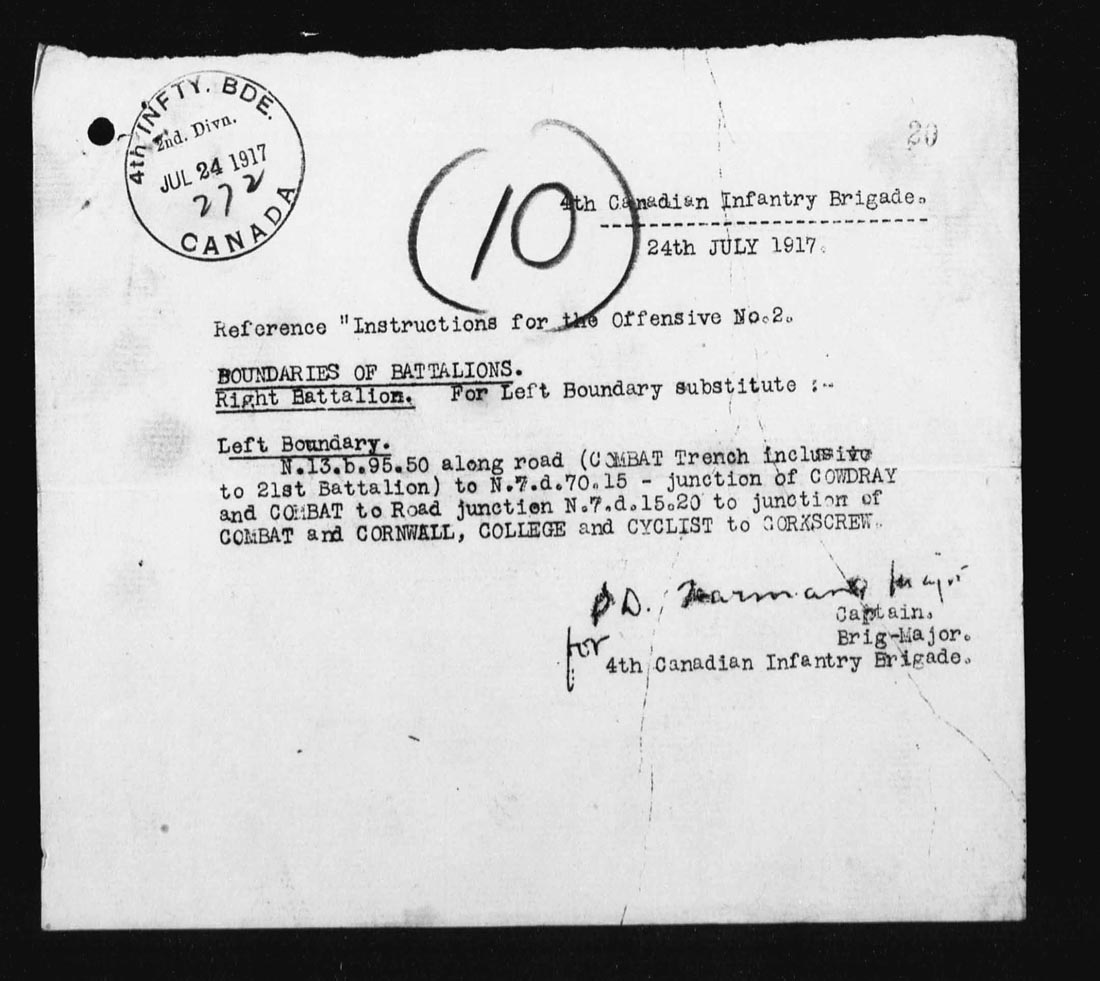 4th INFTY. BDE.
2nd. Divn.
JUL 24 1917
272
CANADA
20
10
4th Canadian Infantry Brigade.
24th JULY 1917.
Reference "Instructions for the Offensive No.2.
BOUNDARIES OF BATTALIONS.
Right Battalion. For Left Boundary substitute :-
Left Boundary.
N.13.b.95.50 along road (COMBAT Trench inclusive
to 21st Battalion) to N.7.d.70.15 - junction of COWDRAY
and COMBAT to Road junction N.7.d.15.20 to junction of
COMBAT and CORNWALL, COLLEGE and CYCLIST to CORKSCREW.
Major
Captain.
for
Brig-Major.
4th Canadian Infantry Brigade.